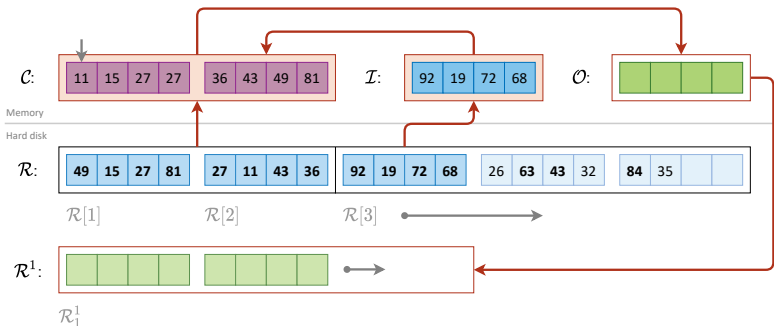 𝒞: 11 15 27 27 36 43 49 81 ℐ: 92 19 72 68 𝒪:
Memory
Hard disk
ℛ: 49 15 27 81 27 11 43 36 92 19 72 68 26 63 43 32 84 35
ℛ[1] ℛ[2] ℛ[3]
ℛ¹:
ℛ¹₁